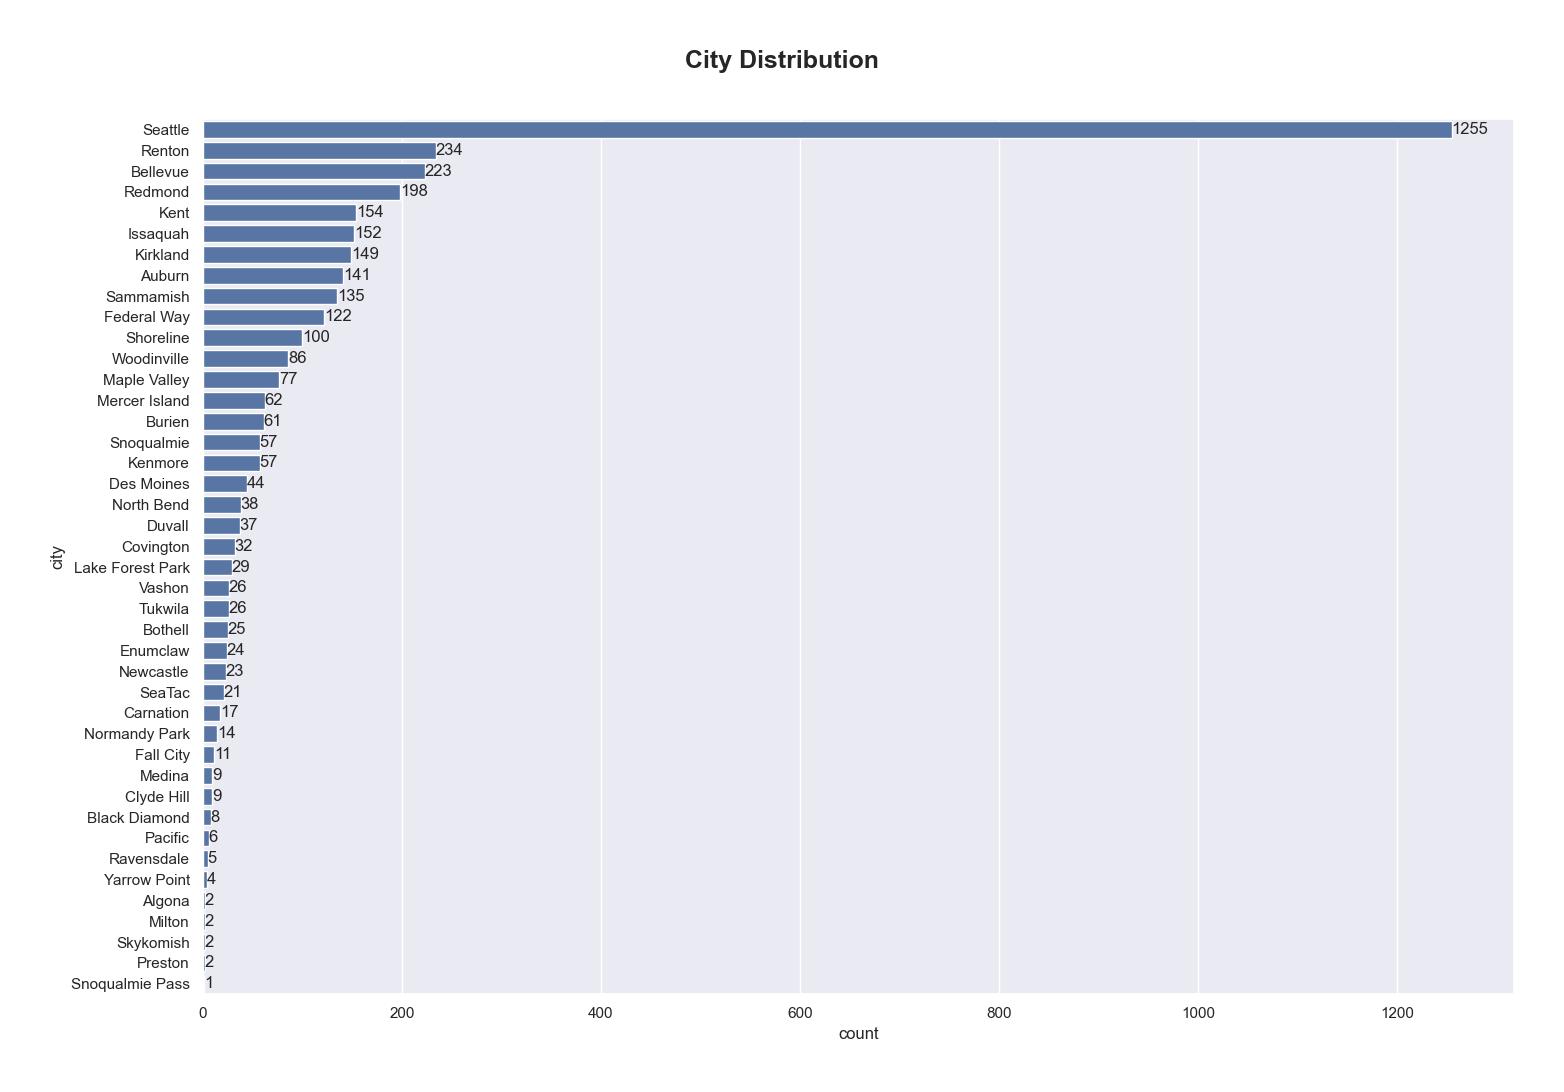 City Distribution
Seattle 1255
Renton 234
Bellevue 223
Redmond 198
Kent 154
Issaquah 152
Kirkland 149
Auburn 141
Sammamish 135
Federal Way 122
Shoreline 100
Woodinville 86
Maple Valley 77
Mercer Island 62
Burien 61
Snoqualmie 57
Kenmore 57
Des Moines 44
North Bend 38
Duvall 37
Covington 32
city
Lake Forest Park 29
Vashon 26
Tukwila 26
Bothell 25
Enumclaw 24
Newcastle 23
SeaTac 21
Carnation 17
Normandy Park 14
Fall City 11
Medina 9
Clyde Hill 9
Black Diamond 8
Pacific 6
Ravensdale 5
Yarrow Point 4
Algona 2
Milton 2
Skykomish 2
Preston 2
Snoqualmie Pass 1
0 200 400 600 800 1000 1200
count